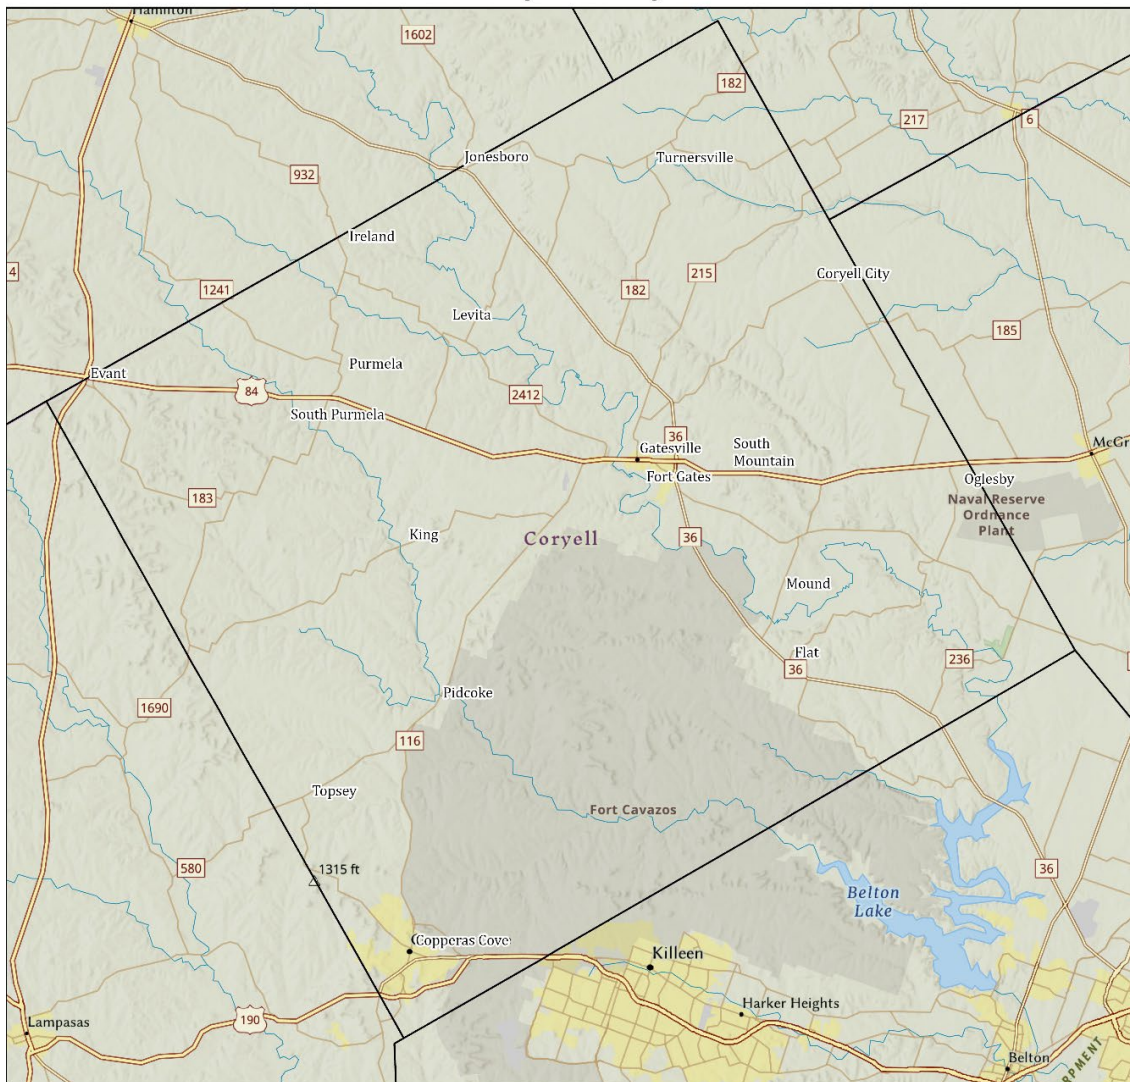 Hamilton
1602
182
217
6
Jonesboro
Turnersville
932
Ireland
4
1241
182
215
Coryell City
Levita
185
Purmela
Evant
84
2412
South Purmela
36
Gatesville
South
Mountain
McGr
Fort Gates
Oglesby
183
Naval Reserve
Ordnance
Plant
King
Coryell
36
Mound
Flat
236
36
Pidcoke
1690
116
Topsey
Fort Cavazos
580
1315 ft
36
Belton
Lake
Copperas Cove
Killeen
Harker Heights
190
Lampasas
Belton
RPMENT